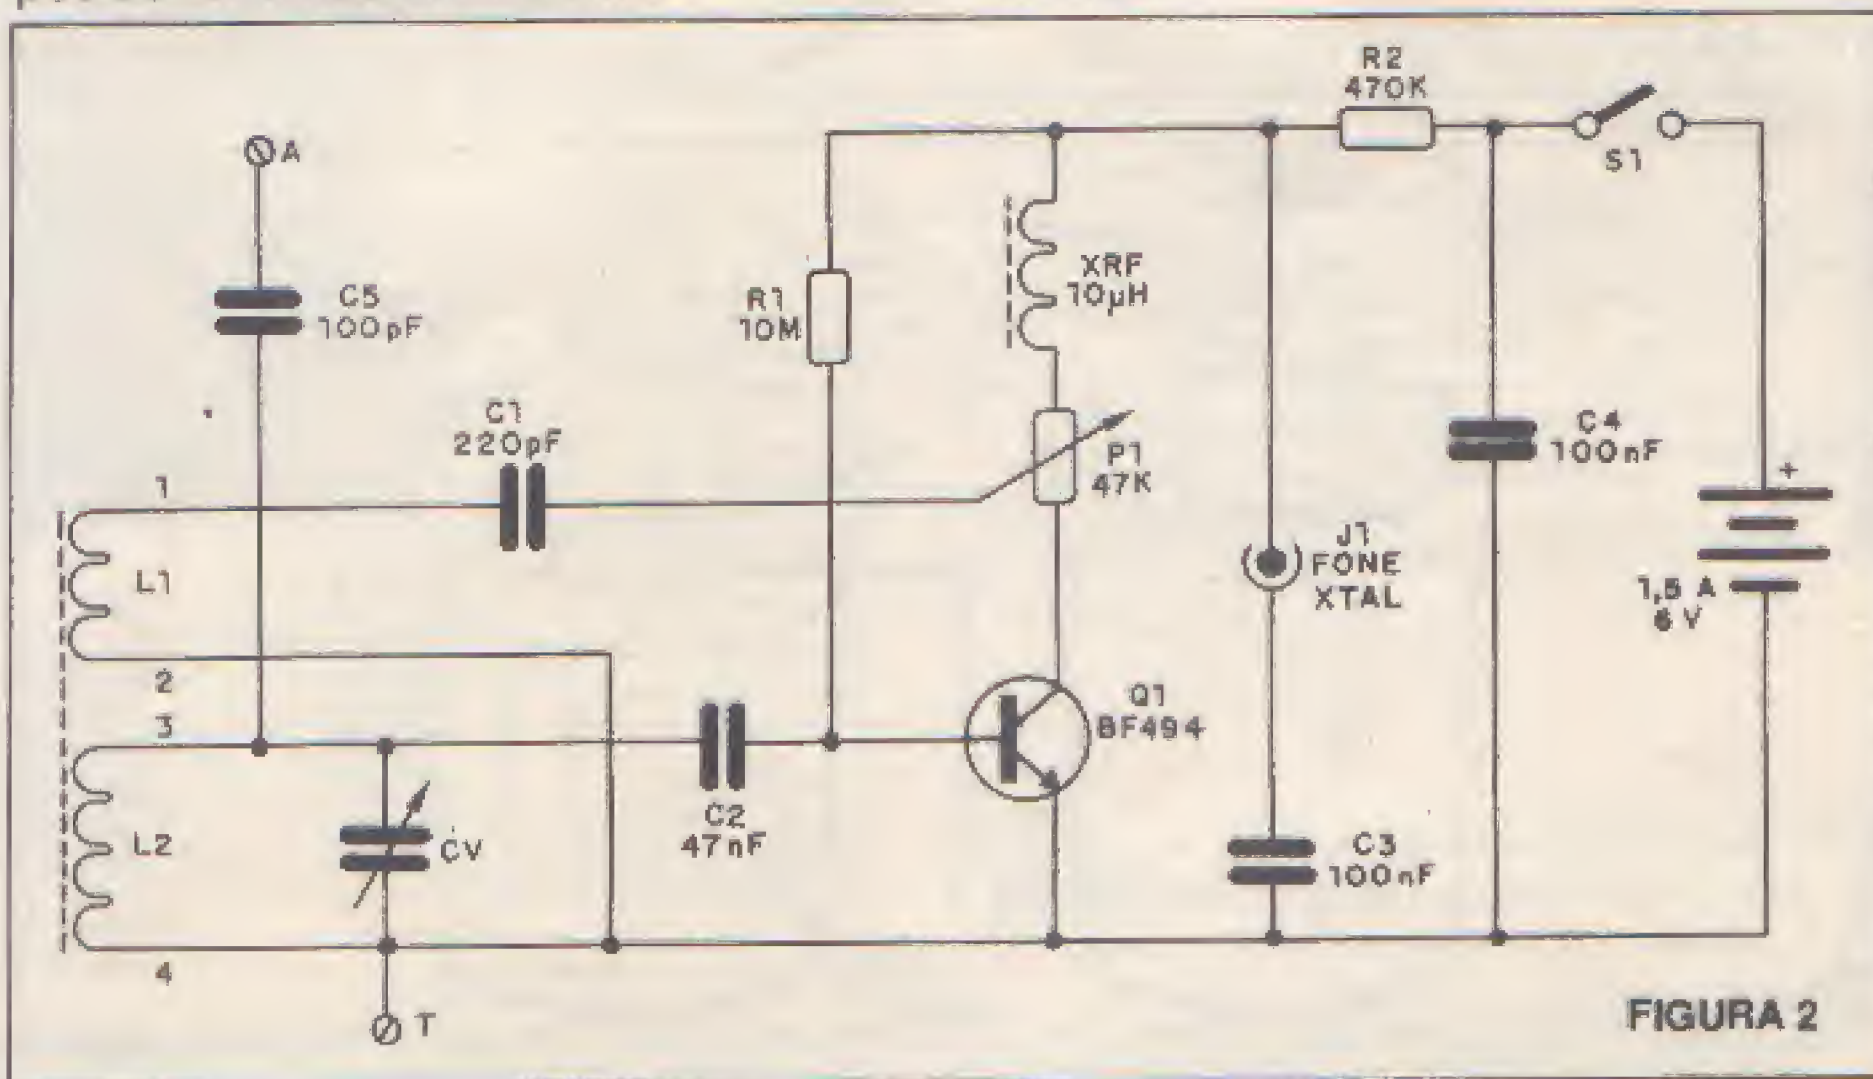 R2
470K
S1
A
C5
100pF
XRF
10µH
R1
10M
C1
220pF
P1
47K
C4
100nF
+
1
J1
FONE
XTAL
L1
1,5 A
6 V
2
3
Q1
BF494
L2
CV
C2
47nF
C3
100nF
4
T
FIGURA 2